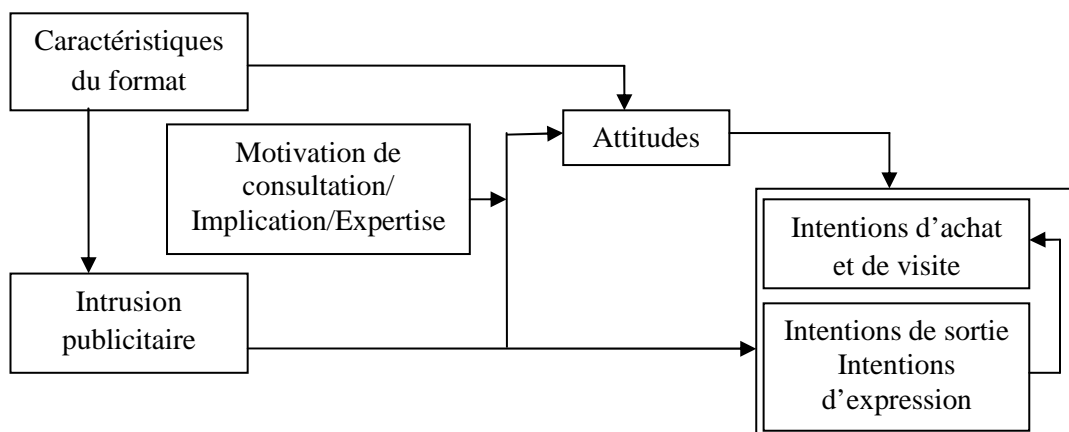 Caractéristiques
du format
Attitudes
Motivation de
consultation/
Implication/Expertise
Intentions d’achat
et de visite
Intrusion
publicitaire
Intentions de sortie
Intentions
d’expression